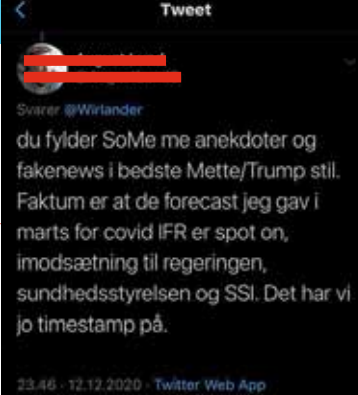 Tweet
Svarer @Wirlander
du fylder SoMe me anekdoter og
fakenews i bedste Mette/Trump stil.
Faktum er at de forecast jeg gav i
marts for covid IFR er spot on,
imodsætning til regeringen,
sundhedsstyrelsen og SSI. Det har vi
jo timestamp på.
23.46 · 12.12.2020 · Twitter Web App